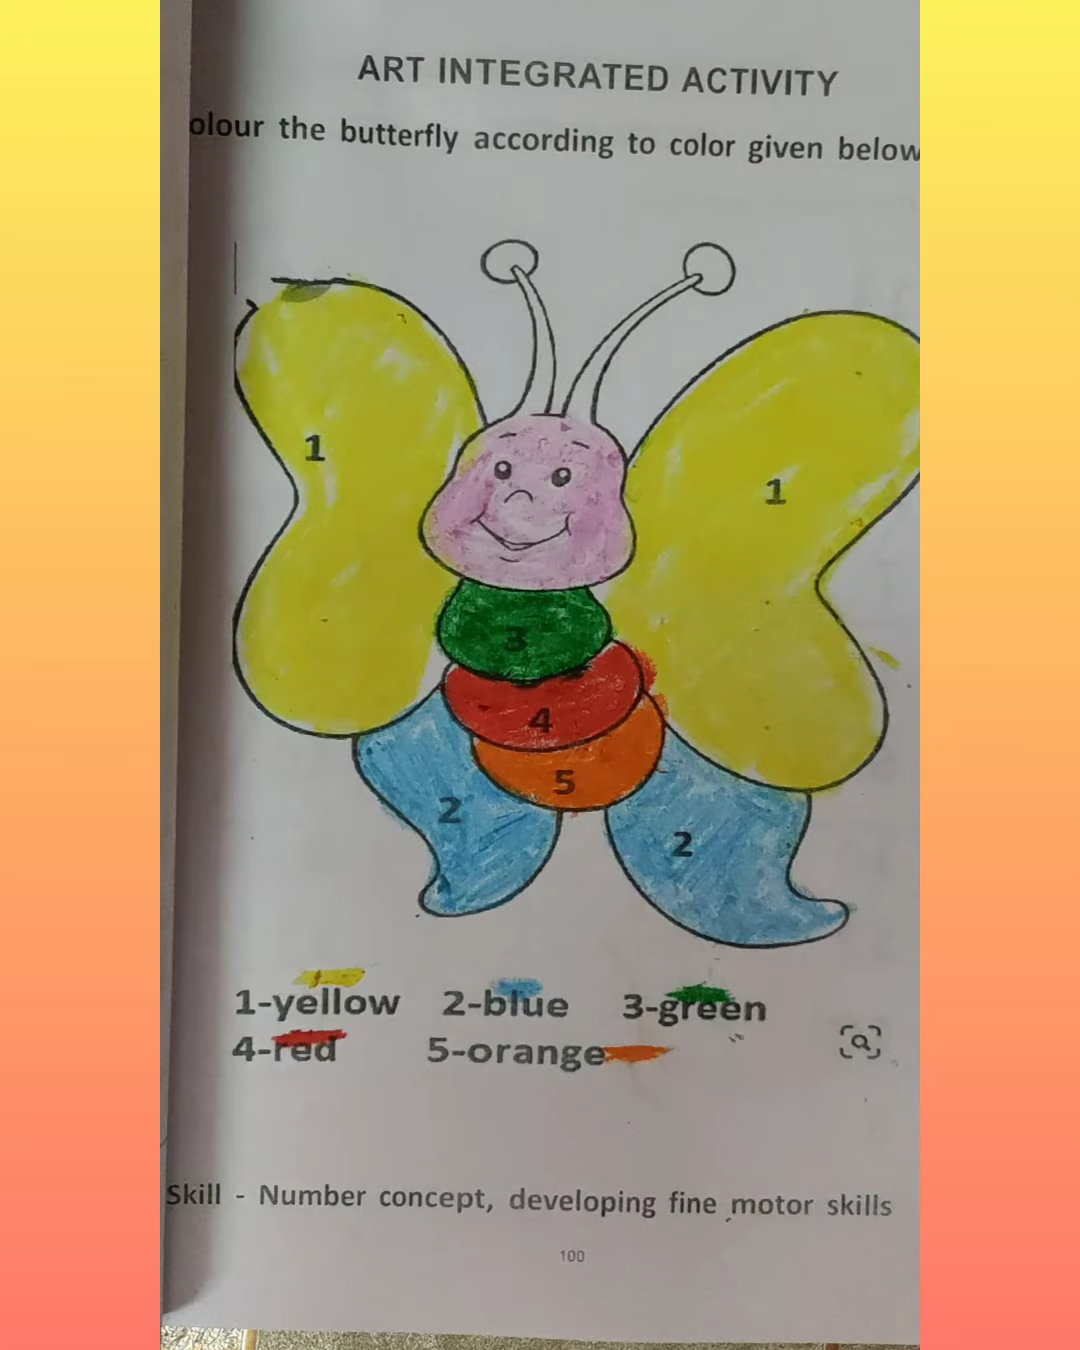 ART INTEGRATED ACTIVITY
olour the butterfly according to color given below
1
1
3
4
5
2
2
1-yellow 2-blue 3-green
4-red 5-orange
Skill - Number concept, developing fine motor skills
100